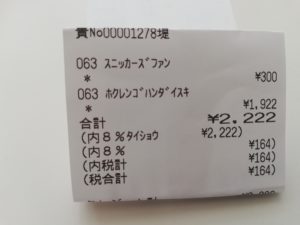 責No00001278堤
063 スニッカーズファン
* ¥300
063 ホクレンゴハンダイスキ
* ¥1,922
合計 ¥2,222
(内8%タイショウ ¥2,222)
(内8% ¥164)
(内税計 ¥164)
(税合計 ¥164)